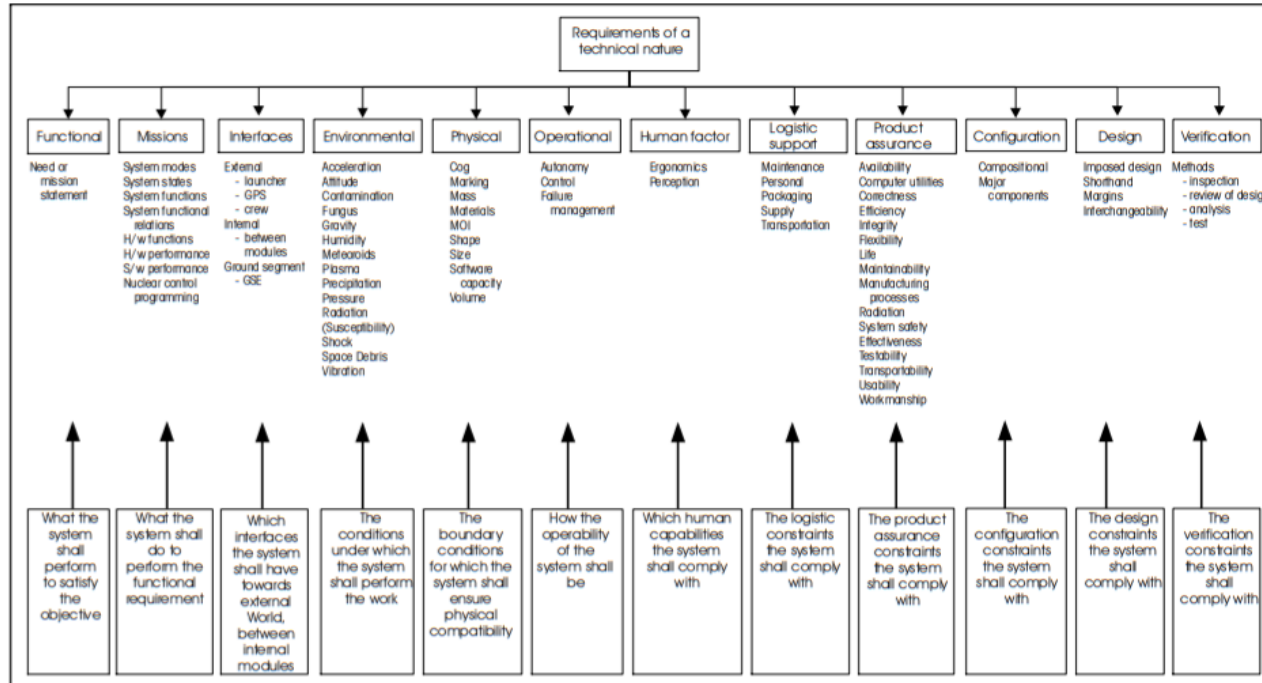 Requirements of a
technical nature
Functional
Missions
Interfaces
Environmental
Physical
Operational
Human factor
Logistic
support
Product
assurance
Configuration
Design
Verification
Need or
mission
statement
System modes
System states
System functions
System functional
relations
H/w functions
H/w performance
S/w performance
Nuclear control
programming
External
- launcher
- GPS
- crew
Internal
- between
modules
Ground segment
- GSE
Acceleration
Attitude
Contamination
Fungus
Gravity
Humidity
Meteoroids
Plasma
Precipitation
Pressure
Radiation
(Susceptibility)
Shock
Space Debris
Vibration
Cog
Marking
Mass
Materials
MOI
Shape
Size
Software
capacity
Volume
Autonomy
Control
Failure
management
Ergonomics
Perception
Maintenance
Personal
Packaging
Supply
Transportation
Availability
Computer utilities
Correctness
Efficiency
Integrity
Flexibility
Life
Maintainability
Manufacturing
processes
Radiation
System safety
Effectiveness
Testability
Transportability
Usability
Workmanship
Compositional
Major
components
Imposed design
Shorthand
Margins
Interchangeability
Methods
- inspection
- review of design
- analysis
- test
What the
system
shall
perform
to satisfy
the
objective
What the
system shall
do to
perform the
functional
requirement
Which
interfaces
the system
shall have
towards
external
World,
between
internal
modules
The
conditions
under which
the system
shall perform
the work
The
boundary
conditions
for which the
system shall
ensure
physical
compatibility
How the
operability
of the
system shall
be
Which human
capabilities
the system
shall comply
with
The logistic
constraints
the system
shall comply
with
The product
assurance
constraints
the system
shall comply
with
The
configuration
constraints
the system
shall comply
with
The design
constraints
the system
shall
comply with
The
verification
constraints
the system
shall
comply with